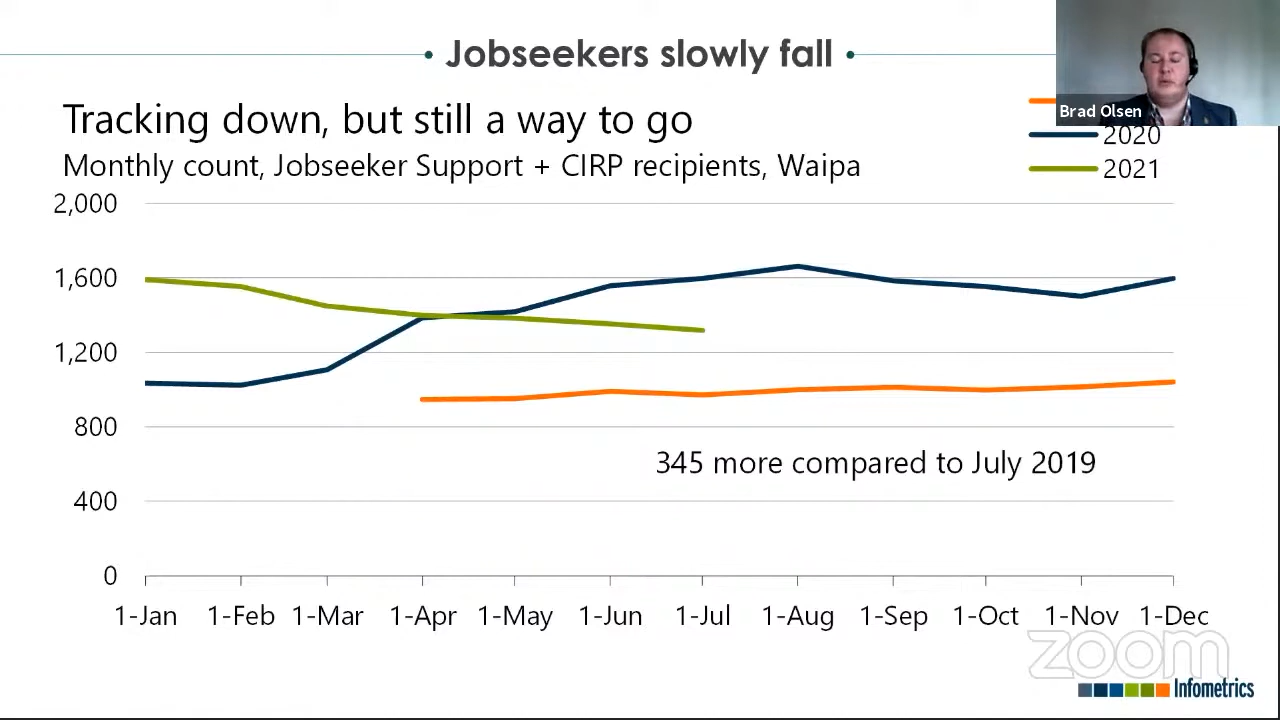 Jobseekers slowly fall
Brad Olsen
Tracking down, but still a way to go
2020
Monthly count, Jobseeker Support + CIRP recipients, Waipa
2021
2,000
1,600
1,200
800
345 more compared to July 2019
400
0
1-Jan 1-Feb 1-Mar 1-Apr 1-May 1-Jun 1-Jul 1-Aug 1-Sep 1-Oct 1-Nov 1-Dec
zoom
Infometrics